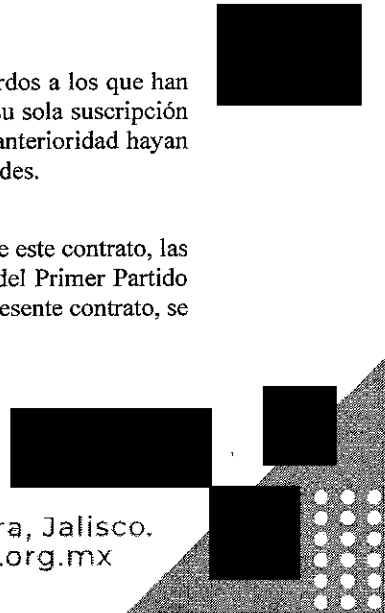 rdos a los que han
su sola suscripción
anterioridad hayan
des.
e este contrato, las
del Primer Partido
esente contrato, se
ra, Jalisco.
.org.mx